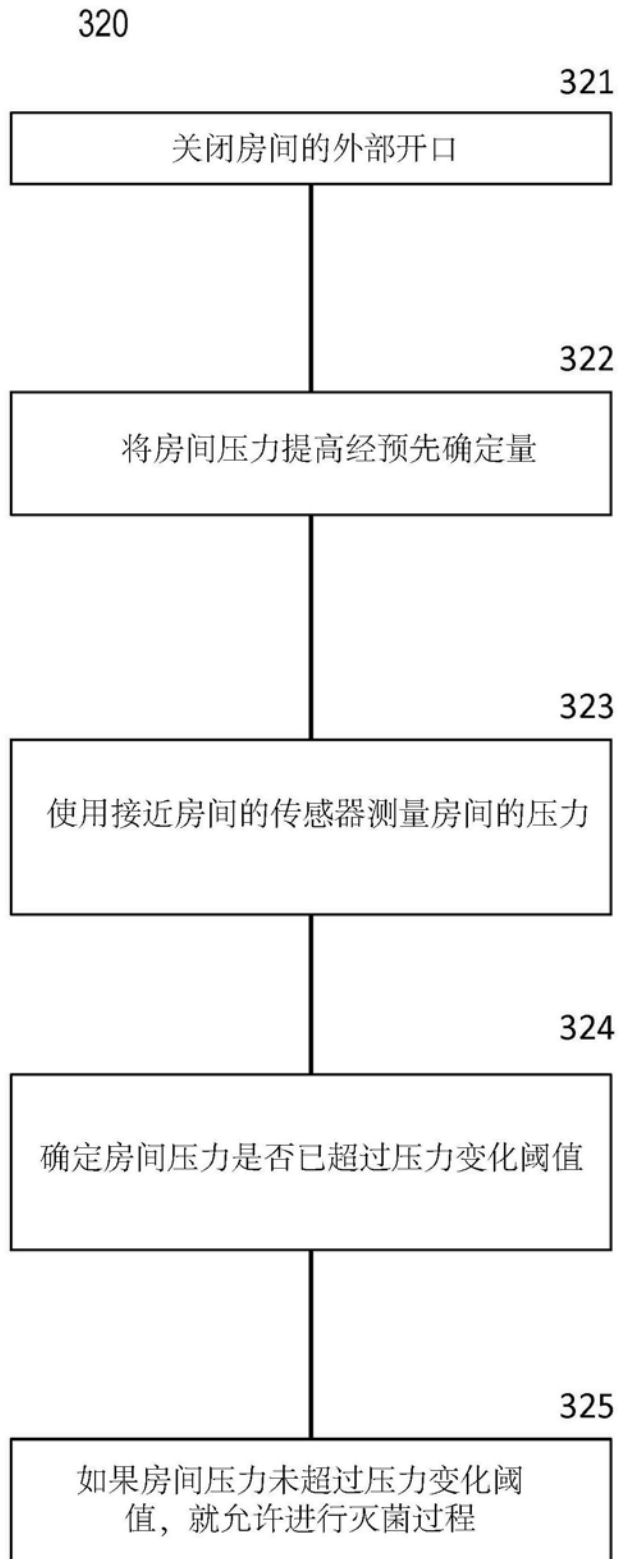 320
321
关闭房间的外部开口
322
将房间压力提高经预先确定量
323
使用接近房间的传感器测量房间的压力
324
确定房间压力是否已超过压力变化阈值
325
如果房间压力未超过压力变化阈
值，就允许进行灭菌过程